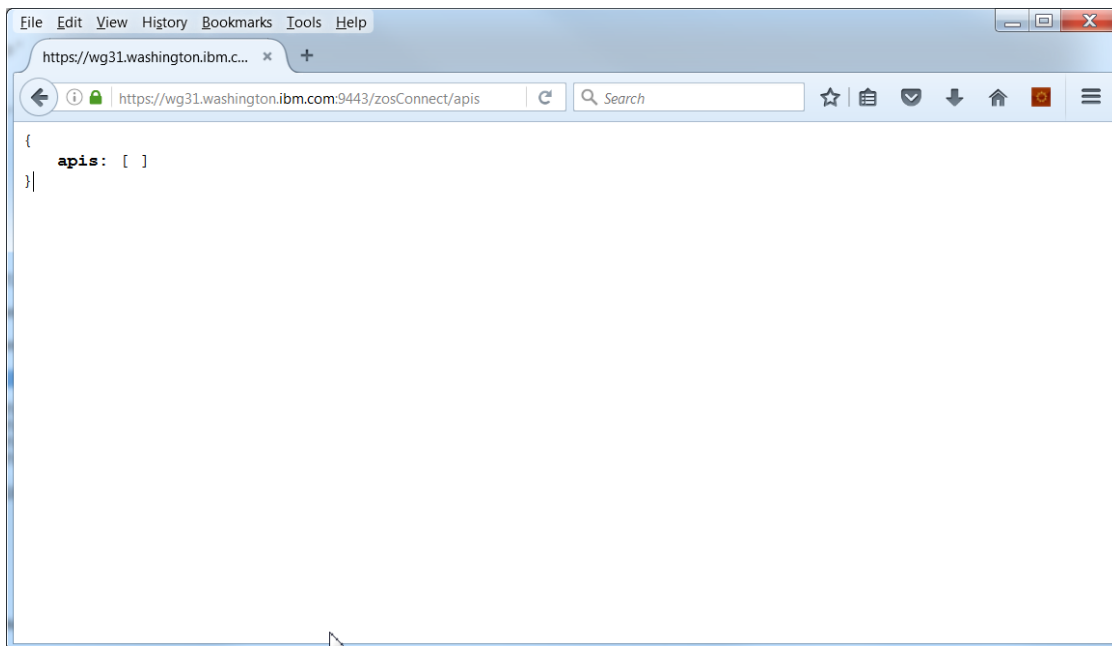 File Edit View History Bookmarks Tools Help
https://wg31.washington.ibm.c... × +
https://wg31.washington.ibm.com:9443/zosConnect/apis Search
{
apis: [ ]
}